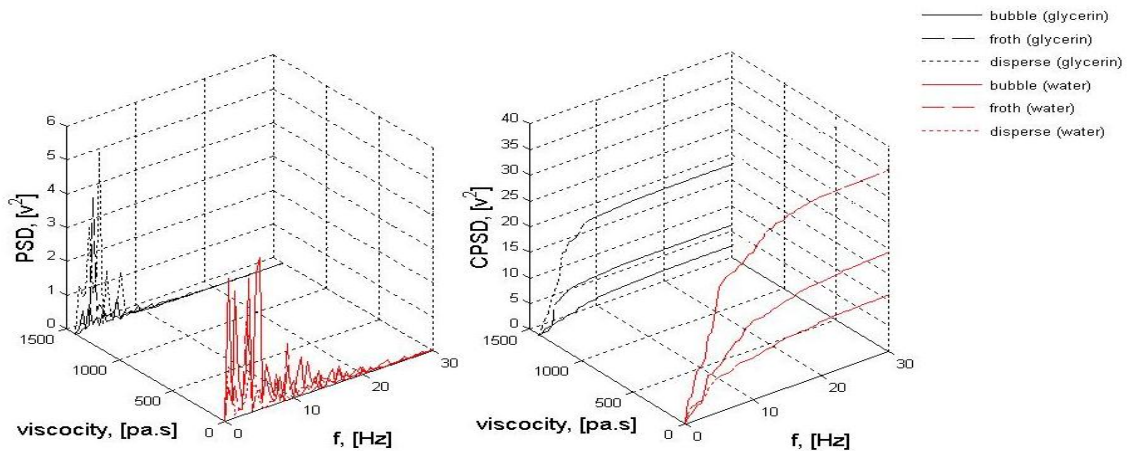 bubble (glycerin)
froth (glycerin)
disperse (glycerin)
bubble (water)
froth (water)
disperse (water)
6
5
4
3
2
1
0
PSD, [v²]
1500
1000
500
0
viscocity, [pa.s]
0
10
20
30
f, [Hz]
40
35
30
25
20
15
10
5
0
CPSD, [v²]
1500
1000
500
0
viscocity, [pa.s]
0
10
20
30
f, [Hz]